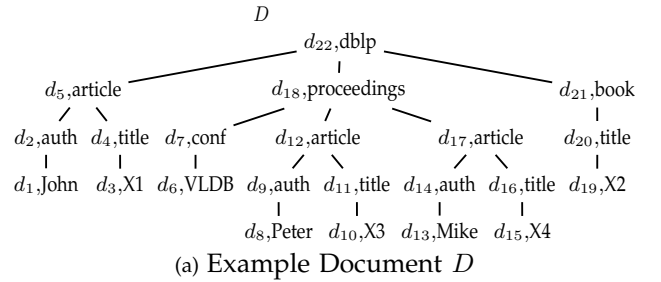 D
d22,dblp
d5,article d18,proceedings d21,book
d2,auth d4,title d7,conf d12,article d17,article d20,title
d1,John d3,X1 d6,VLDB d9,auth d11,title d14,auth d16,title d19,X2
d8,Peter d10,X3 d13,Mike d15,X4
(a) Example Document D